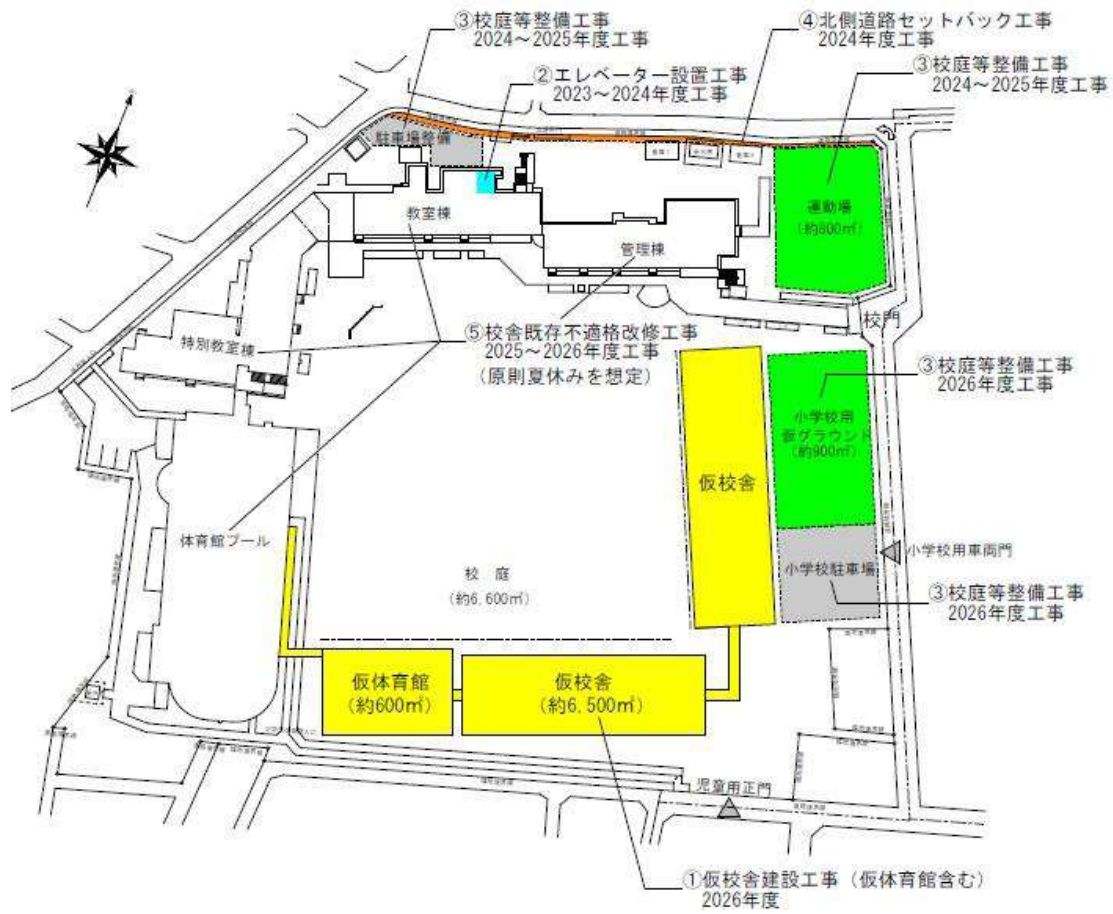 ③校庭等整備工事
2024～2025年度工事
④北側道路セットバック工事
2024年度工事
②エレベーター設置工事
2023～2024年度工事
③校庭等整備工事
2024～2025年度工事
駐車場整備
教室棟
管理棟
運動場
(約800㎡)
校門
特別教室棟
⑤校舎既存不適格改修工事
2025～2026年度工事
(原則夏休みを想定)
③校庭等整備工事
2026年度工事
小学校用
仮グラウンド
(約900㎡)
仮校舎
体育館プール
校庭
(約6,600㎡)
小学校用車両門
小学校駐車場
③校庭等整備工事
2026年度工事
仮体育館
(約600㎡)
仮校舎
(約6,500㎡)
児童用正門
①仮校舎建設工事（仮体育館含む）
2026年度